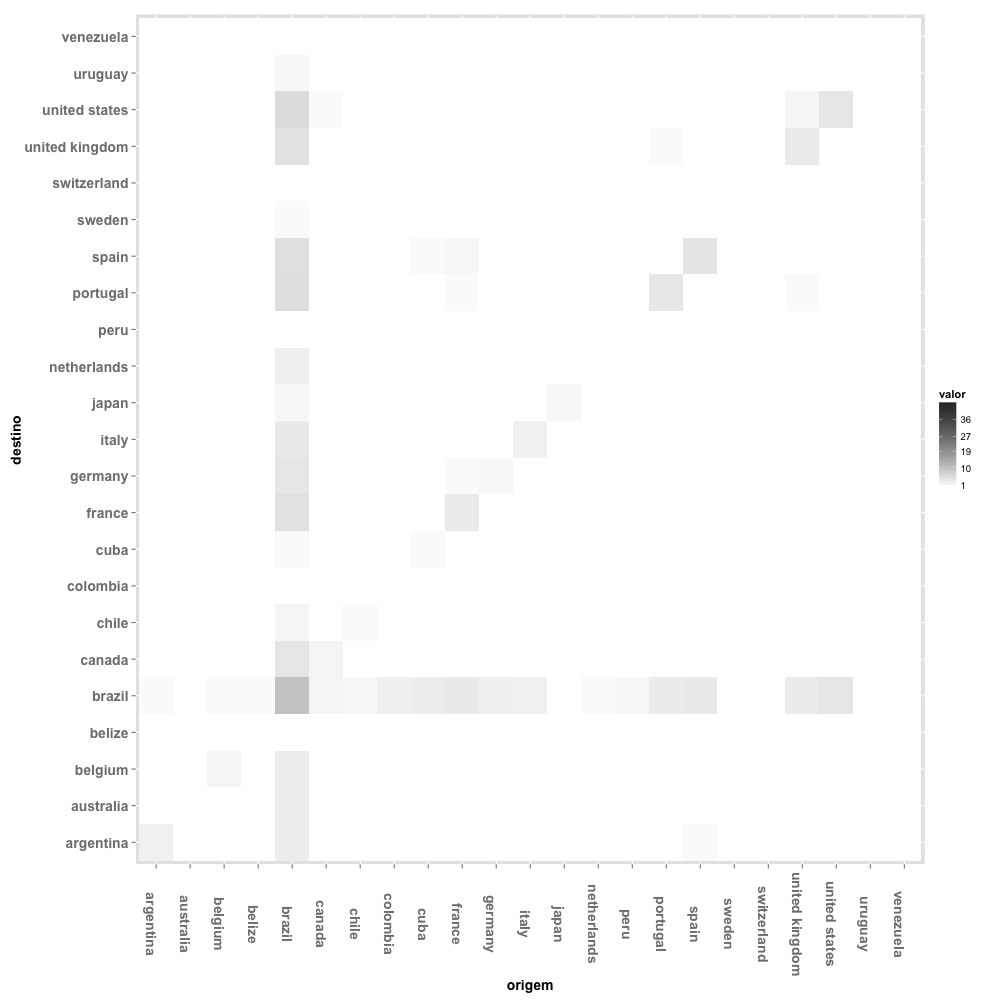 venezuela
uruguay
united states
united kingdom
switzerland
sweden
spain
portugal
peru
netherlands
japan
italy
germany
france
cuba
colombia
chile
canada
brazil
belize
belgium
australia
argentina
destino
valor
36
27
19
10
1
argentina
australia
belgium
belize
brazil
canada
chile
colombia
cuba
france
germany
italy
japan
netherlands
peru
portugal
spain
sweden
switzerland
united kingdom
united states
uruguay
venezuela
origem